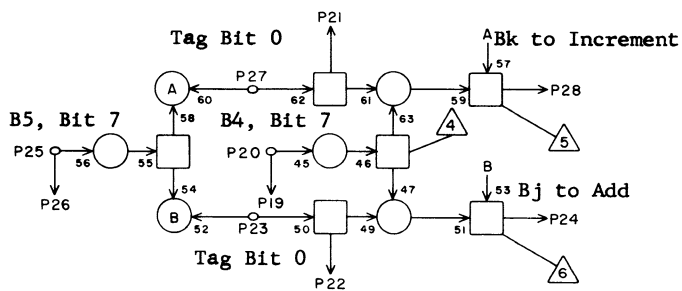 P21
Tag Bit 0
A Bk to Increment
P27
57
A
60
62
61
59
P28
B5, Bit 7
58
B4, Bit 7
63
4
5
P25
56
55
P20
45
46
54
47
B
53 Bj to Add
P26
P19
B
52
P23
50
49
51
P24
Tag Bit 0
P22
6